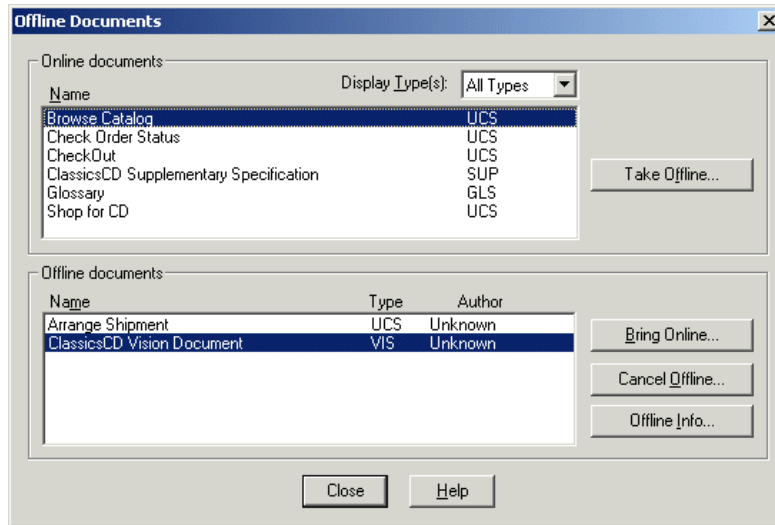 Offline Documents
Online documents
Display Type(s): All Types
Name
Browse Catalog UCS
Check Order Status UCS
CheckOut UCS
ClassicsCD Supplementary Specification SUP
Glossary GLS
Shop for CD UCS
Take Offline...
Offline documents
Name Type Author
Arrange Shipment UCS Unknown
ClassicsCD Vision Document VIS Unknown
Bring Online...
Cancel Offline...
Offline Info...
Close Help